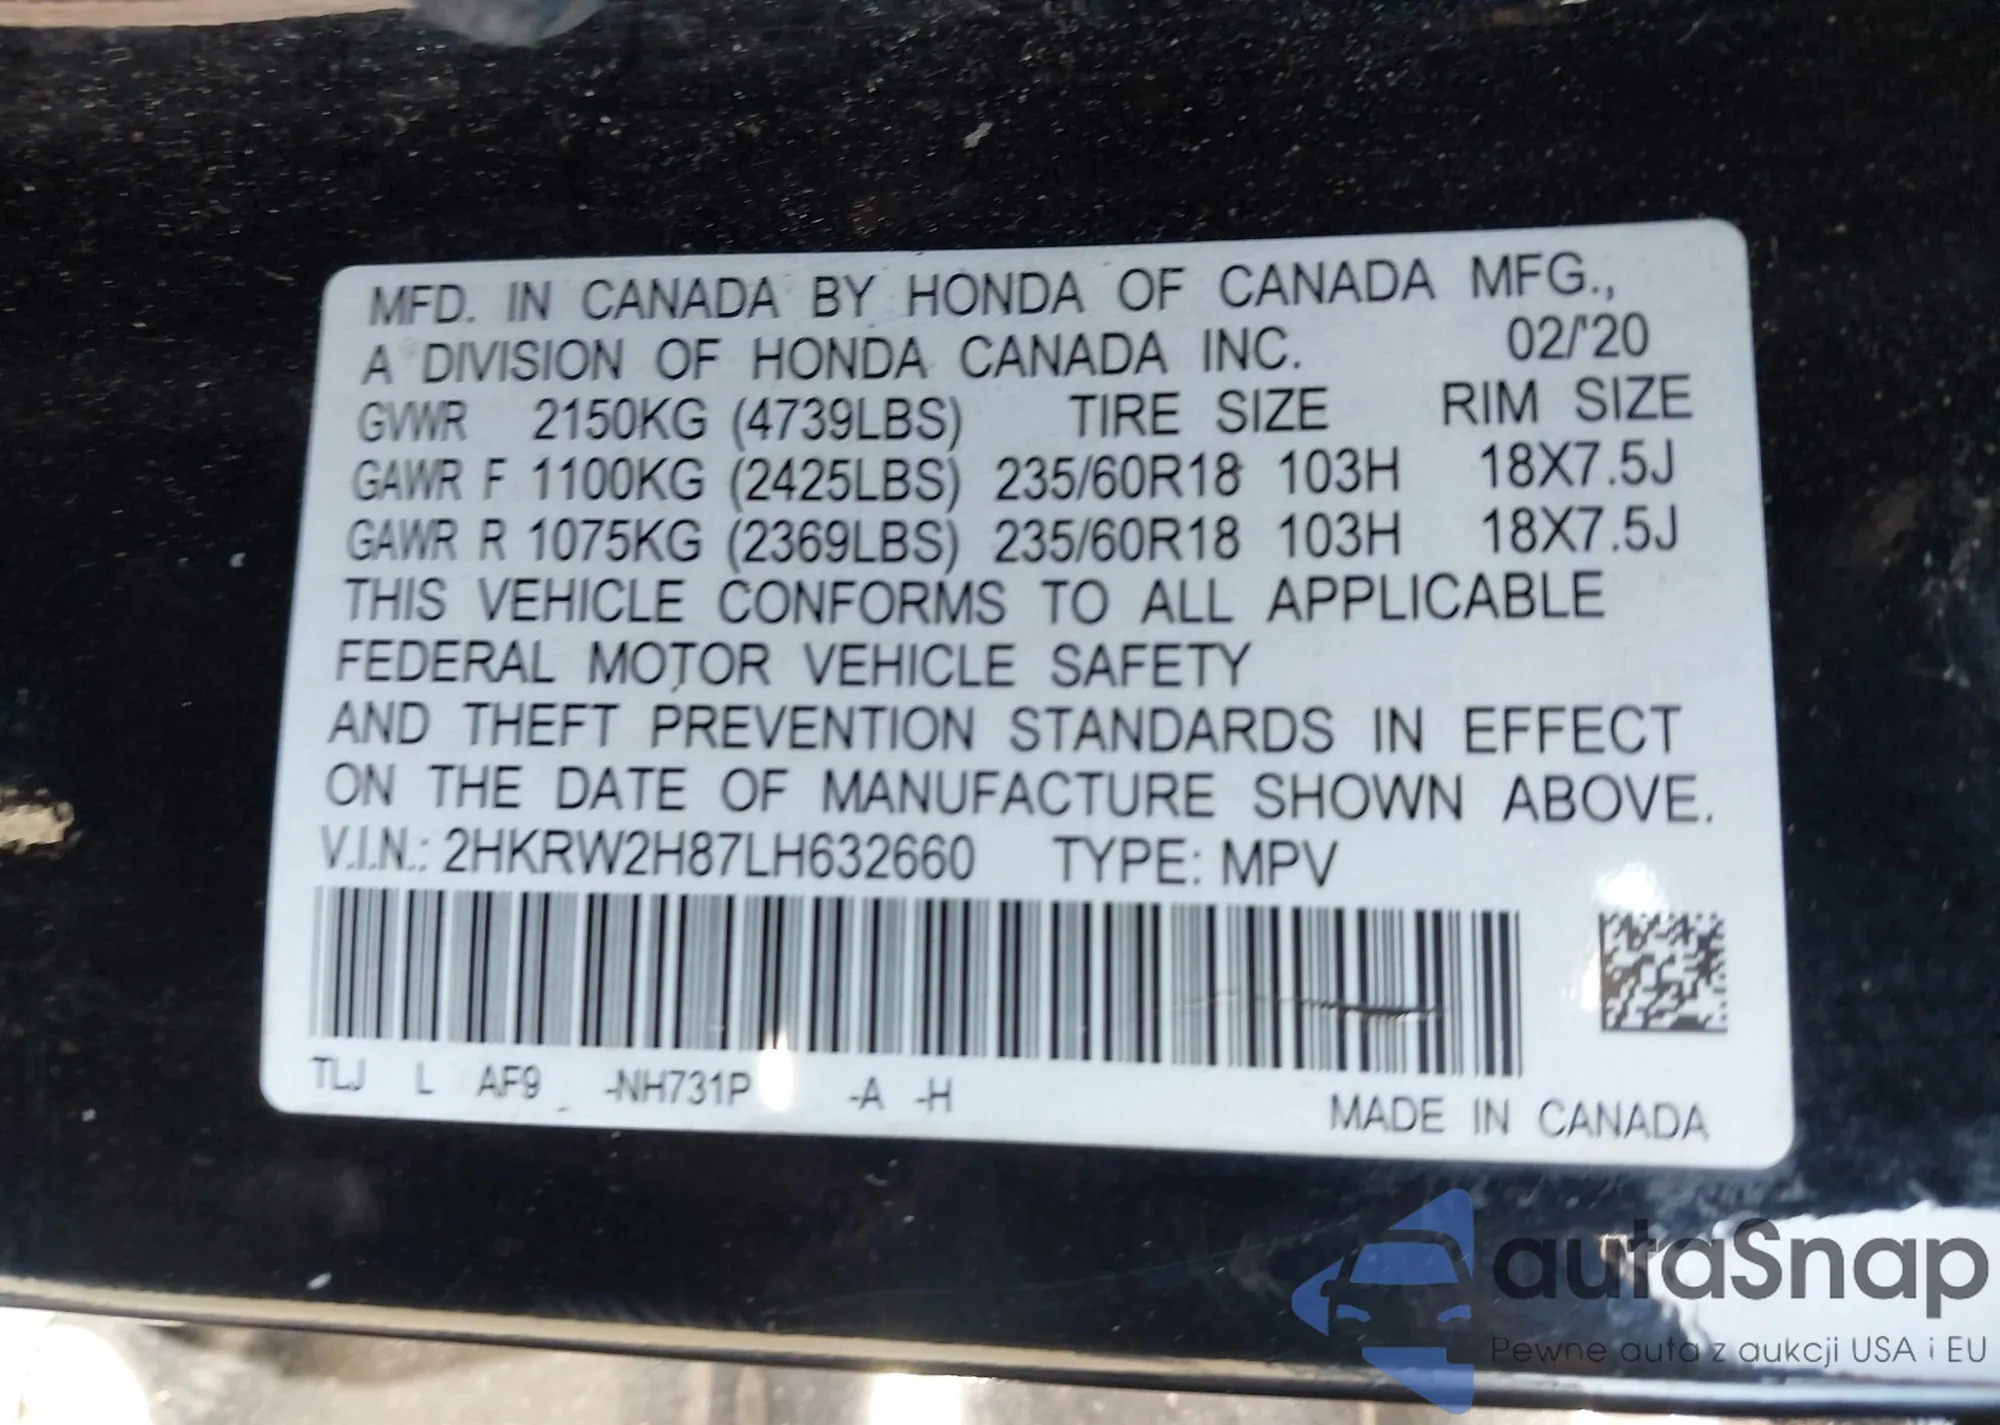 MFD. IN CANADA BY HONDA OF CANADA MFG.,
A DIVISION OF HONDA CANADA INC. 02/'20
GVWR 2150KG (4739LBS) TIRE SIZE RIM SIZE
GAWR F 1100KG (2425LBS) 235/60R18 103H 18X7.5J
GAWR R 1075KG (2369LBS) 235/60R18 103H 18X7.5J
THIS VEHICLE CONFORMS TO ALL APPLICABLE
FEDERAL MOTOR VEHICLE SAFETY
AND THEFT PREVENTION STANDARDS IN EFFECT
ON THE DATE OF MANUFACTURE SHOWN ABOVE.
V.I.N.: 2HKRW2H87LH632660 TYPE: MPV
TLJ L AF9 -NH731P -A -H
MADE IN CANADA
autaSnap
Pewne auta z aukcji USA i EU